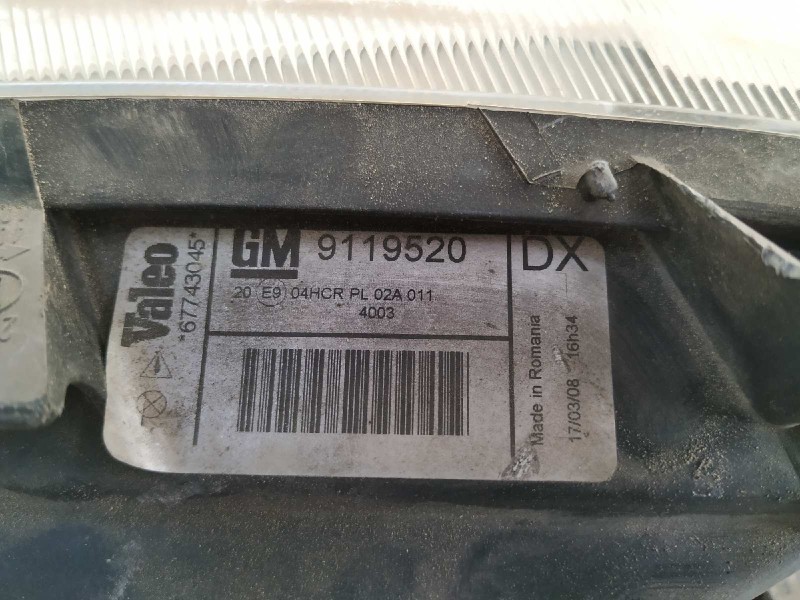 Valeo
*67743045*
GM 9119520
DX
20 E9 04HCR PL 02A 011
4003
Made in Romania
17/03/08 16h34